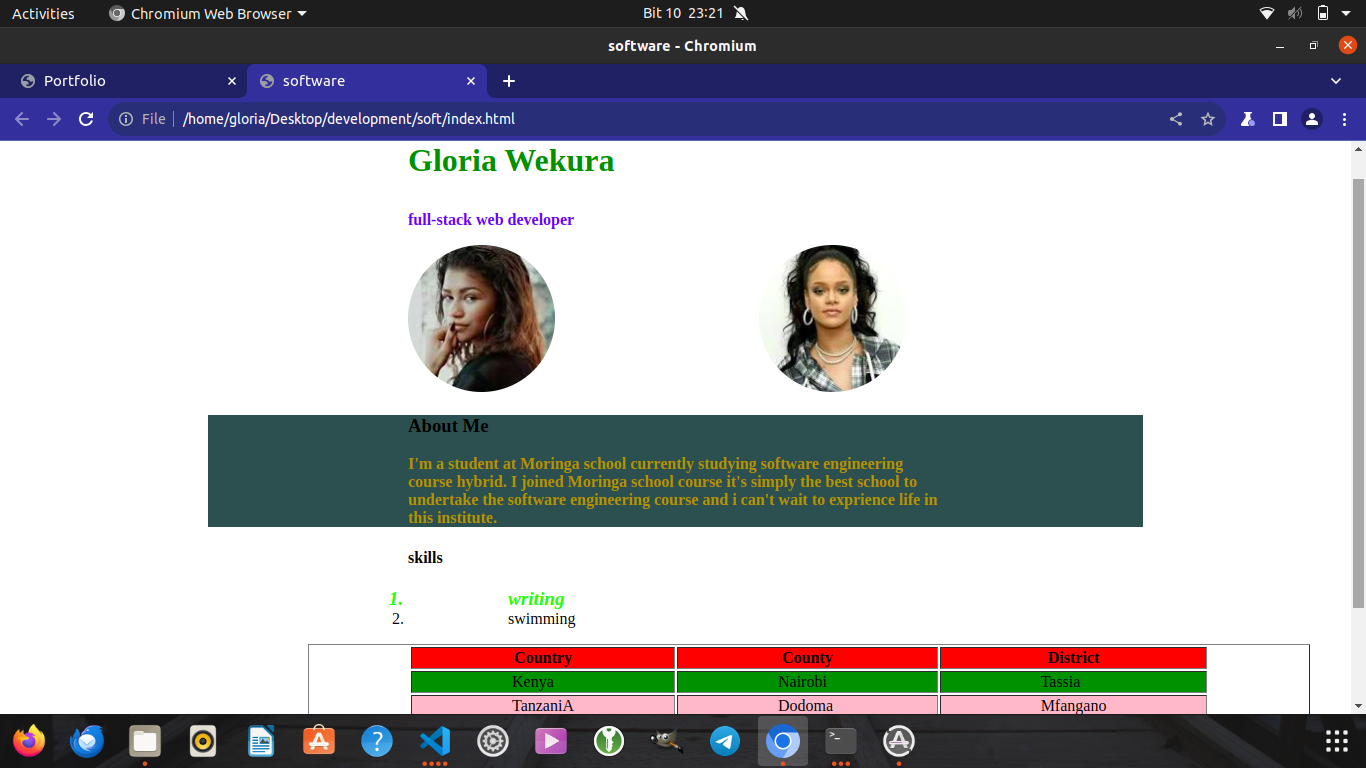 Activities Chromium Web Browser Bit 10 23:21
software - Chromium
Portfolio software
File /home/gloria/Desktop/development/soft/index.html
Gloria Wekura
full-stack web developer
About Me
I'm a student at Moringa school currently studying software engineering
course hybrid. I joined Moringa school course it's simply the best school to
undertake the software engineering course and i can't wait to exprience life in
this institute.
skills
1. writing
2. swimming
Country County District
Kenya Nairobi Tassia
TanzaniA Dodoma Mfangano